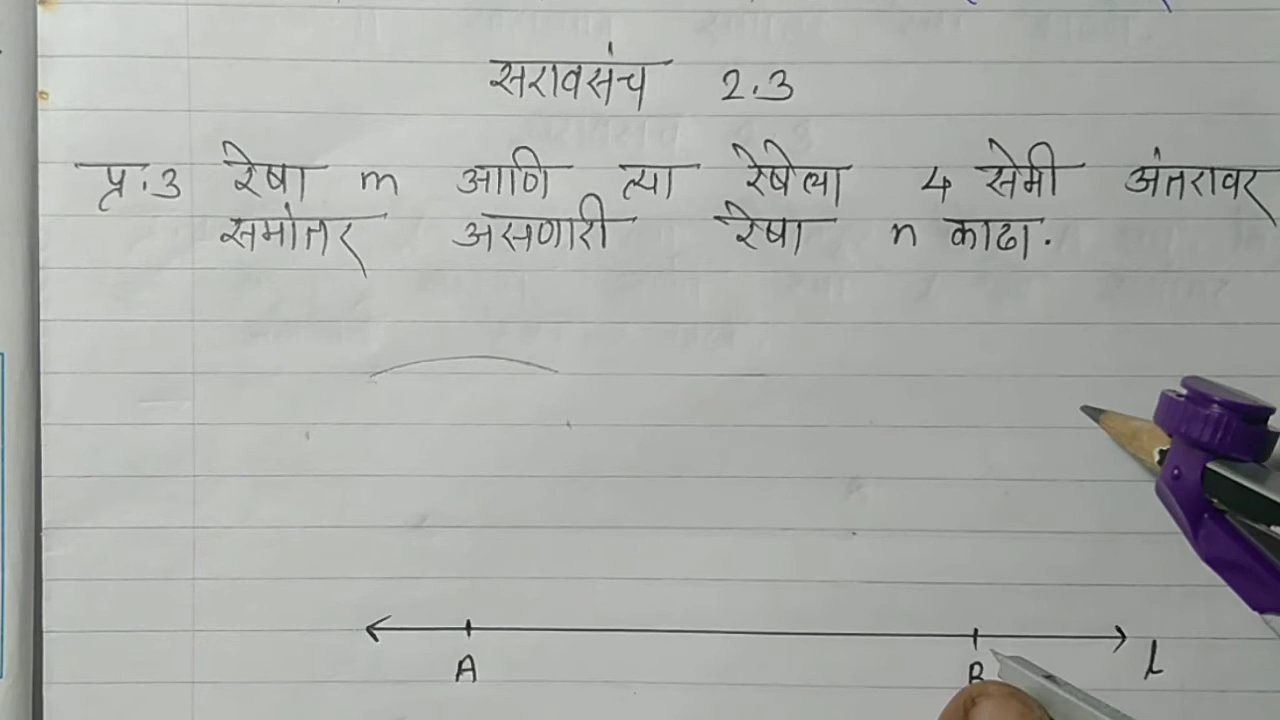 सरावसंच 2.3
प्र.3 रेषा m आणि त्या रेषेला 4 सेमी अंतरावर
समांतर असणारी रेषा n काढा.
A B l